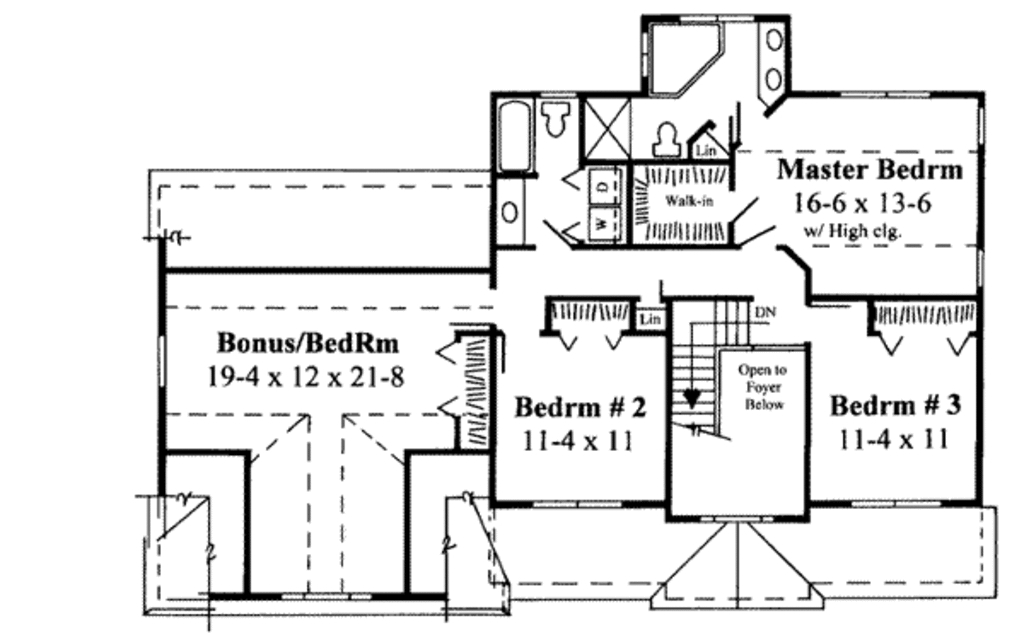 Lin
Master Bedrm
16-6 x 13-6
w/ High clg.
D
W
Walk-in
Lin
DN
Bonus/BedRm
19-4 x 12 x 21-8
Open to
Foyer
Below
Bedrm # 2
11-4 x 11
Bedrm # 3
11-4 x 11